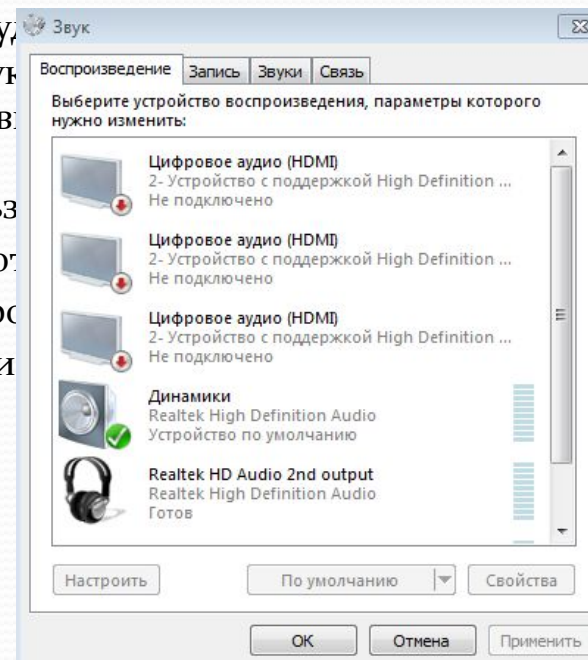 Звук
Воспроизведение Запись Звуки Связь
Выберите устройство воспроизведения, параметры которого
нужно изменить:
Цифровое аудио (HDMI)
2- Устройство с поддержкой High Definition ...
Не подключено
Цифровое аудио (HDMI)
2- Устройство с поддержкой High Definition ...
Не подключено
Цифровое аудио (HDMI)
2- Устройство с поддержкой High Definition ...
Не подключено
Динамики
Realtek High Definition Audio
Устройство по умолчанию
Realtek HD Audio 2nd output
Realtek High Definition Audio
Готов
Настроить По умолчанию Свойства
ОК Отмена Применить